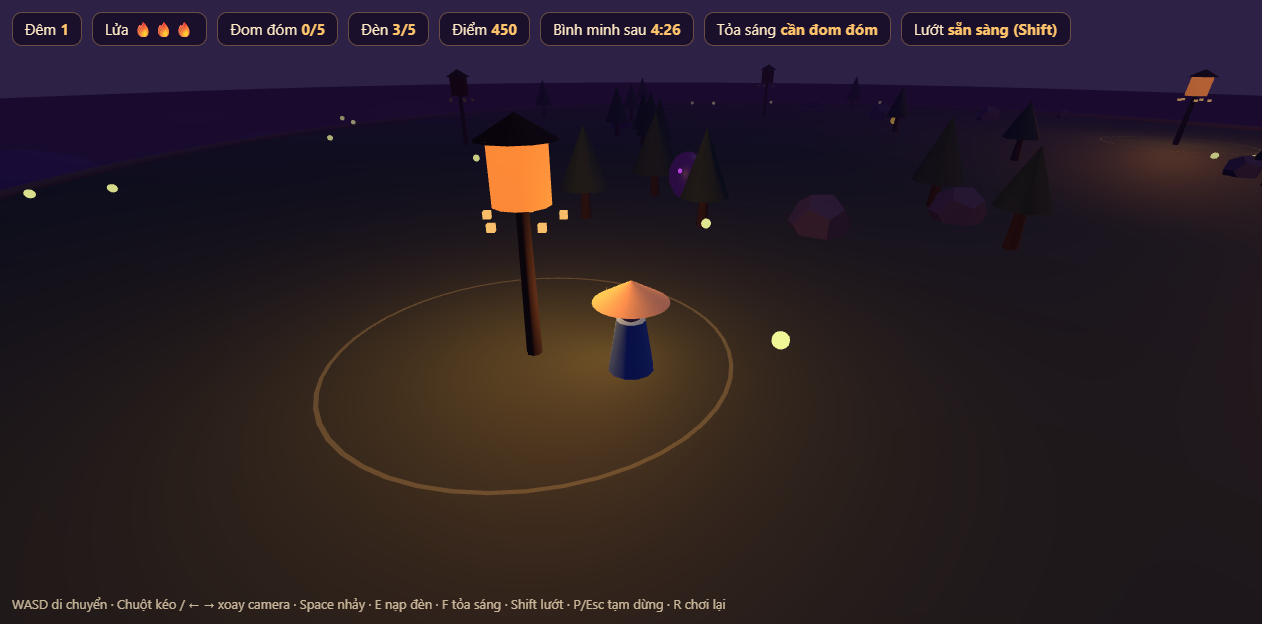 Đêm 1
Lửa 🔥 🔥 🔥
Đom đóm 0/5
Đèn 3/5
Điểm 450
Bình minh sau 4:26
Tỏa sáng cần đom đóm
Lướt sẵn sàng (Shift)
WASD di chuyển · Chuột kéo / ← → xoay camera · Space nhảy · E nạp đèn · F tỏa sáng · Shift lướt · P/Esc tạm dừng · R chơi lại